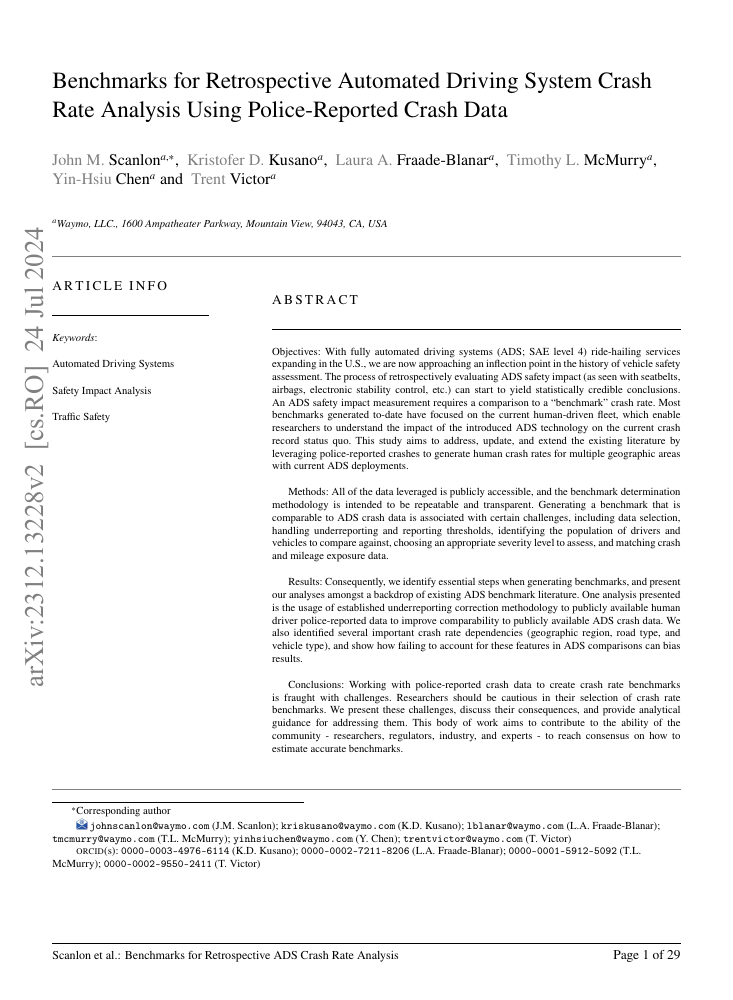 Benchmarks for Retrospective Automated Driving System Crash
Rate Analysis Using Police-Reported Crash Data
John M. Scanlon^a,∗, Kristofer D. Kusano^a, Laura A. Fraade-Blanar^a, Timothy L. McMurry^a,
Yin-Hsiu Chen^a and Trent Victor^a
^aWaymo, LLC., 1600 Ampatheater Parkway, Mountain View, 94043, CA, USA
arXiv:2312.13228v2 [cs.RO] 24 Jul 2024
ARTICLE INFO
Keywords:
Automated Driving Systems
Safety Impact Analysis
Traffic Safety
ABSTRACT
Objectives: With fully automated driving systems (ADS; SAE level 4) ride-hailing services
expanding in the U.S., we are now approaching an inflection point in the history of vehicle safety
assessment. The process of retrospectively evaluating ADS safety impact (as seen with seatbelts,
airbags, electronic stability control, etc.) can start to yield statistically credible conclusions.
An ADS safety impact measurement requires a comparison to a “benchmark” crash rate. Most
benchmarks generated to-date have focused on the current human-driven fleet, which enable
researchers to understand the impact of the introduced ADS technology on the current crash
record status quo. This study aims to address, update, and extend the existing literature by
leveraging police-reported crashes to generate human crash rates for multiple geographic areas
with current ADS deployments.
Methods: All of the data leveraged is publicly accessible, and the benchmark determination
methodology is intended to be repeatable and transparent. Generating a benchmark that is
comparable to ADS crash data is associated with certain challenges, including data selection,
handling underreporting and reporting thresholds, identifying the population of drivers and
vehicles to compare against, choosing an appropriate severity level to assess, and matching crash
and mileage exposure data.
Results: Consequently, we identify essential steps when generating benchmarks, and present
our analyses amongst a backdrop of existing ADS benchmark literature. One analysis presented
is the usage of established underreporting correction methodology to publicly available human
driver police-reported data to improve comparability to publicly available ADS crash data. We
also identified several important crash rate dependencies (geographic region, road type, and
vehicle type), and show how failing to account for these features in ADS comparisons can bias
results.
Conclusions: Working with police-reported crash data to create crash rate benchmarks
is fraught with challenges. Researchers should be cautious in their selection of crash rate
benchmarks. We present these challenges, discuss their consequences, and provide analytical
guidance for addressing them. This body of work aims to contribute to the ability of the
community - researchers, regulators, industry, and experts - to reach consensus on how to
estimate accurate benchmarks.
∗Corresponding author
johnscanlon@waymo.com (J.M. Scanlon); kriskusano@waymo.com (K.D. Kusano); lblanar@waymo.com (L.A. Fraade-Blanar);
tmcmurry@waymo.com (T.L. McMurry); yinhsiuchen@waymo.com (Y. Chen); trentvictor@waymo.com (T. Victor)
ORCID(s): 0000-0003-4976-6114 (K.D. Kusano); 0000-0002-7211-8206 (L.A. Fraade-Blanar); 0000-0001-5912-5092 (T.L.
McMurry); 0000-0002-9550-2411 (T. Victor)
Scanlon et al.: Benchmarks for Retrospective ADS Crash Rate Analysis
Page 1 of 29